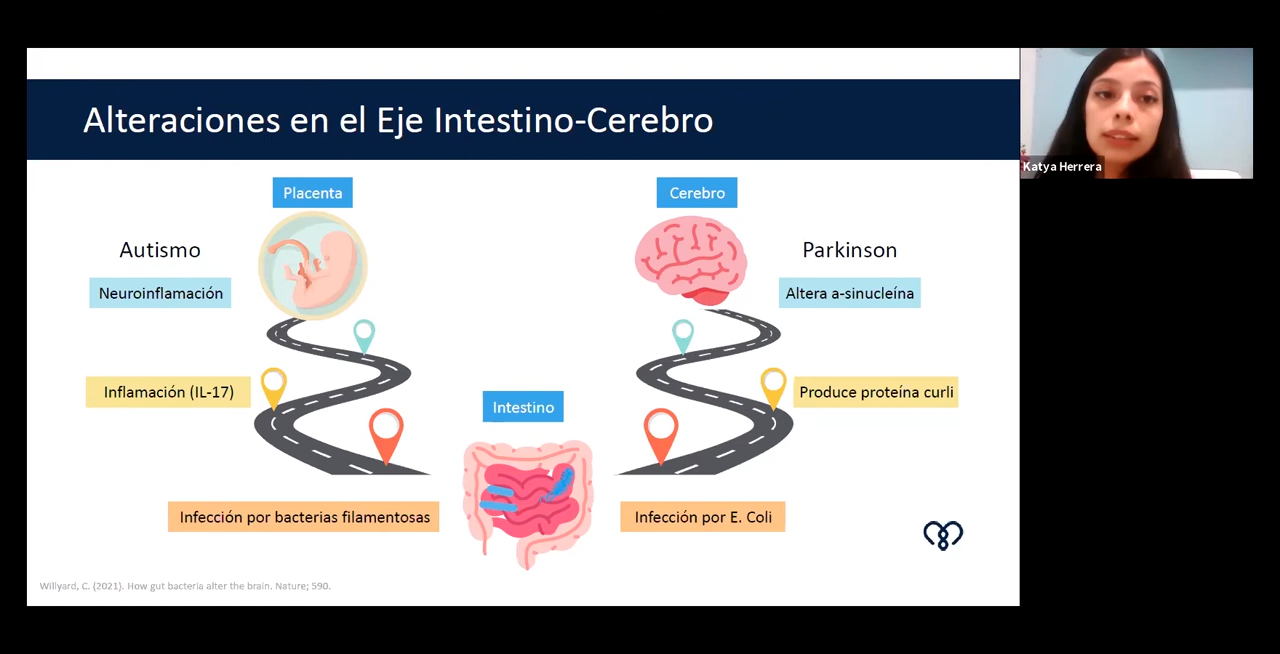 Alteraciones en el Eje Intestino-Cerebro
Katya Herrera
Placenta
Cerebro
Autismo
Parkinson
Neuroinflamación
Altera a-sinucleína
Inflamación (IL-17)
Produce proteína curli
Intestino
Infección por bacterias filamentosas
Infección por E. Coli
Willyard, C. (2021). How gut bacteria alter the brain. Nature; 590.